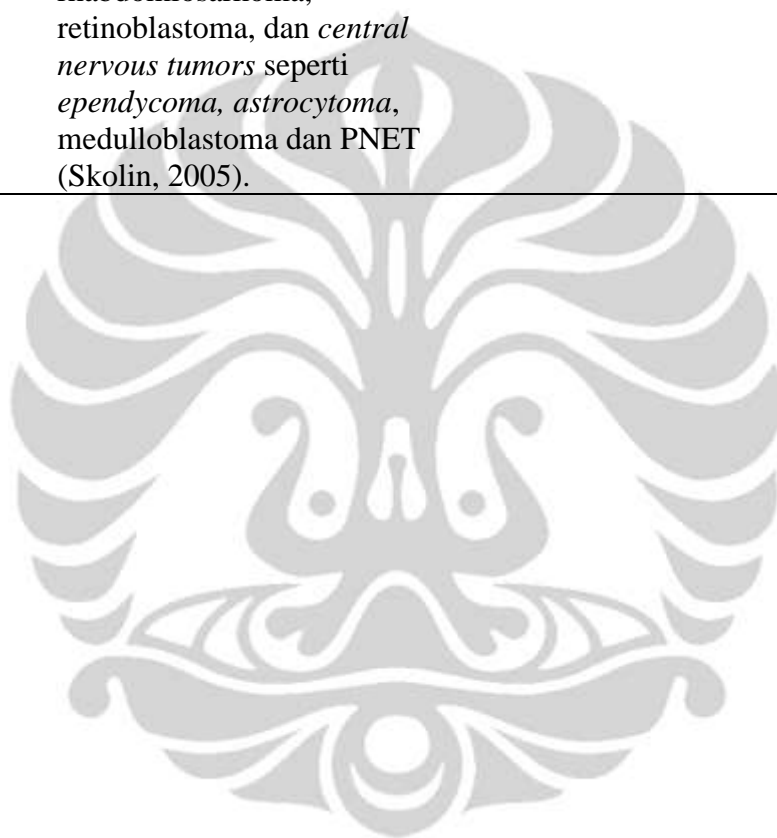 retinoblastoma, dan central
nervous tumors seperti
ependycoma, astrocytoma,
medulloblastoma dan PNET
(Skolin, 2005).